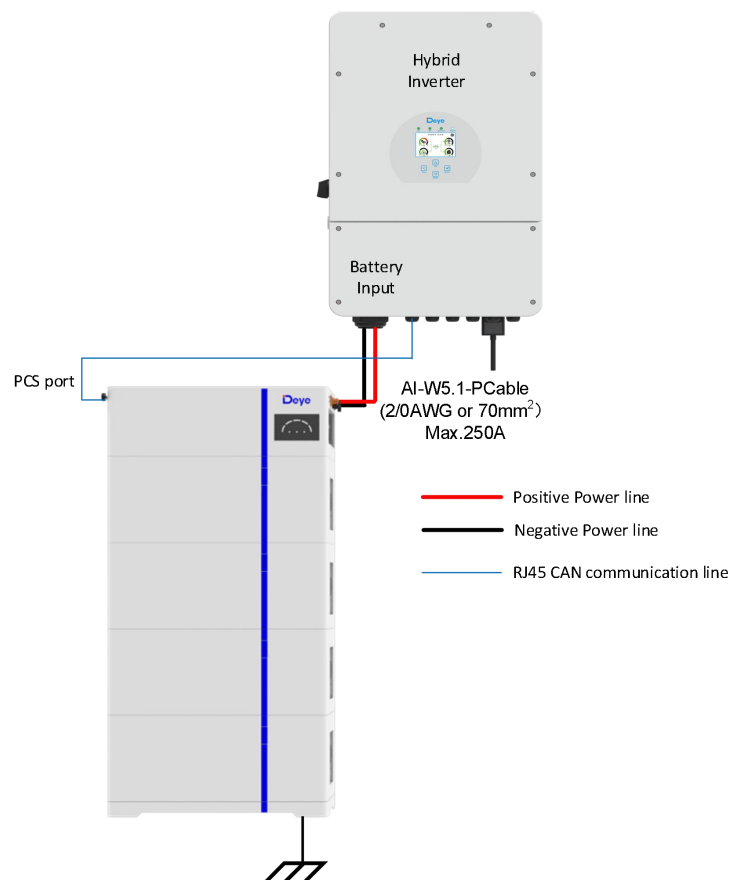 Hybrid
Inverter
Deye
Battery
Input
PCS port
AI-W5.1-PCable
(2/0AWG or 70mm²）
Max.250A
Deye
Positive Power line
Negative Power line
RJ45 CAN communication line